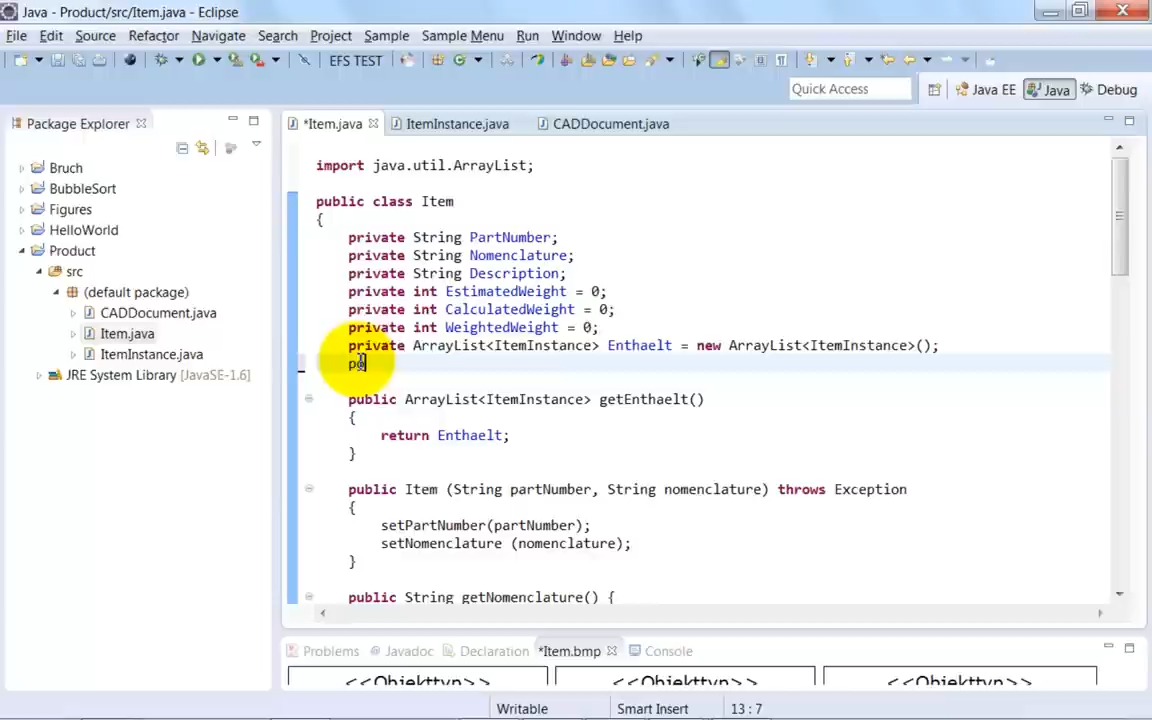 Java - Product/src/Item.java - Eclipse
File Edit Source Refactor Navigate Search Project Sample Sample Menu Run Window Help
EFS TEST
Quick Access
Java EE
Java
Debug
Package Explorer
*Item.java
ItemInstance.java
CADDocument.java
Bruch
BubbleSort
Figures
HelloWorld
Product
src
(default package)
CADDocument.java
Item.java
ItemInstance.java
JRE System Library [JavaSE-1.6]
import java.util.ArrayList;
public class Item
{
private String PartNumber;
private String Nomenclature;
private String Description;
private int EstimatedWeight = 0;
private int CalculatedWeight = 0;
private int WeightedWeight = 0;
private ArrayList<ItemInstance> Enthaelt = new ArrayList<ItemInstance>();
public ArrayList<ItemInstance> getEnthaelt()
{
return Enthaelt;
}
public Item (String partNumber, String nomenclature) throws Exception
{
setPartNumber(partNumber);
setNomenclature (nomenclature);
}
public String getNomenclature() {
Problems
Javadoc
Declaration
*Item.bmp
Console
<<Objekttyp>>
<<Objekttyp>>
<<Objekttyp>>
Writable
Smart Insert
13 : 7